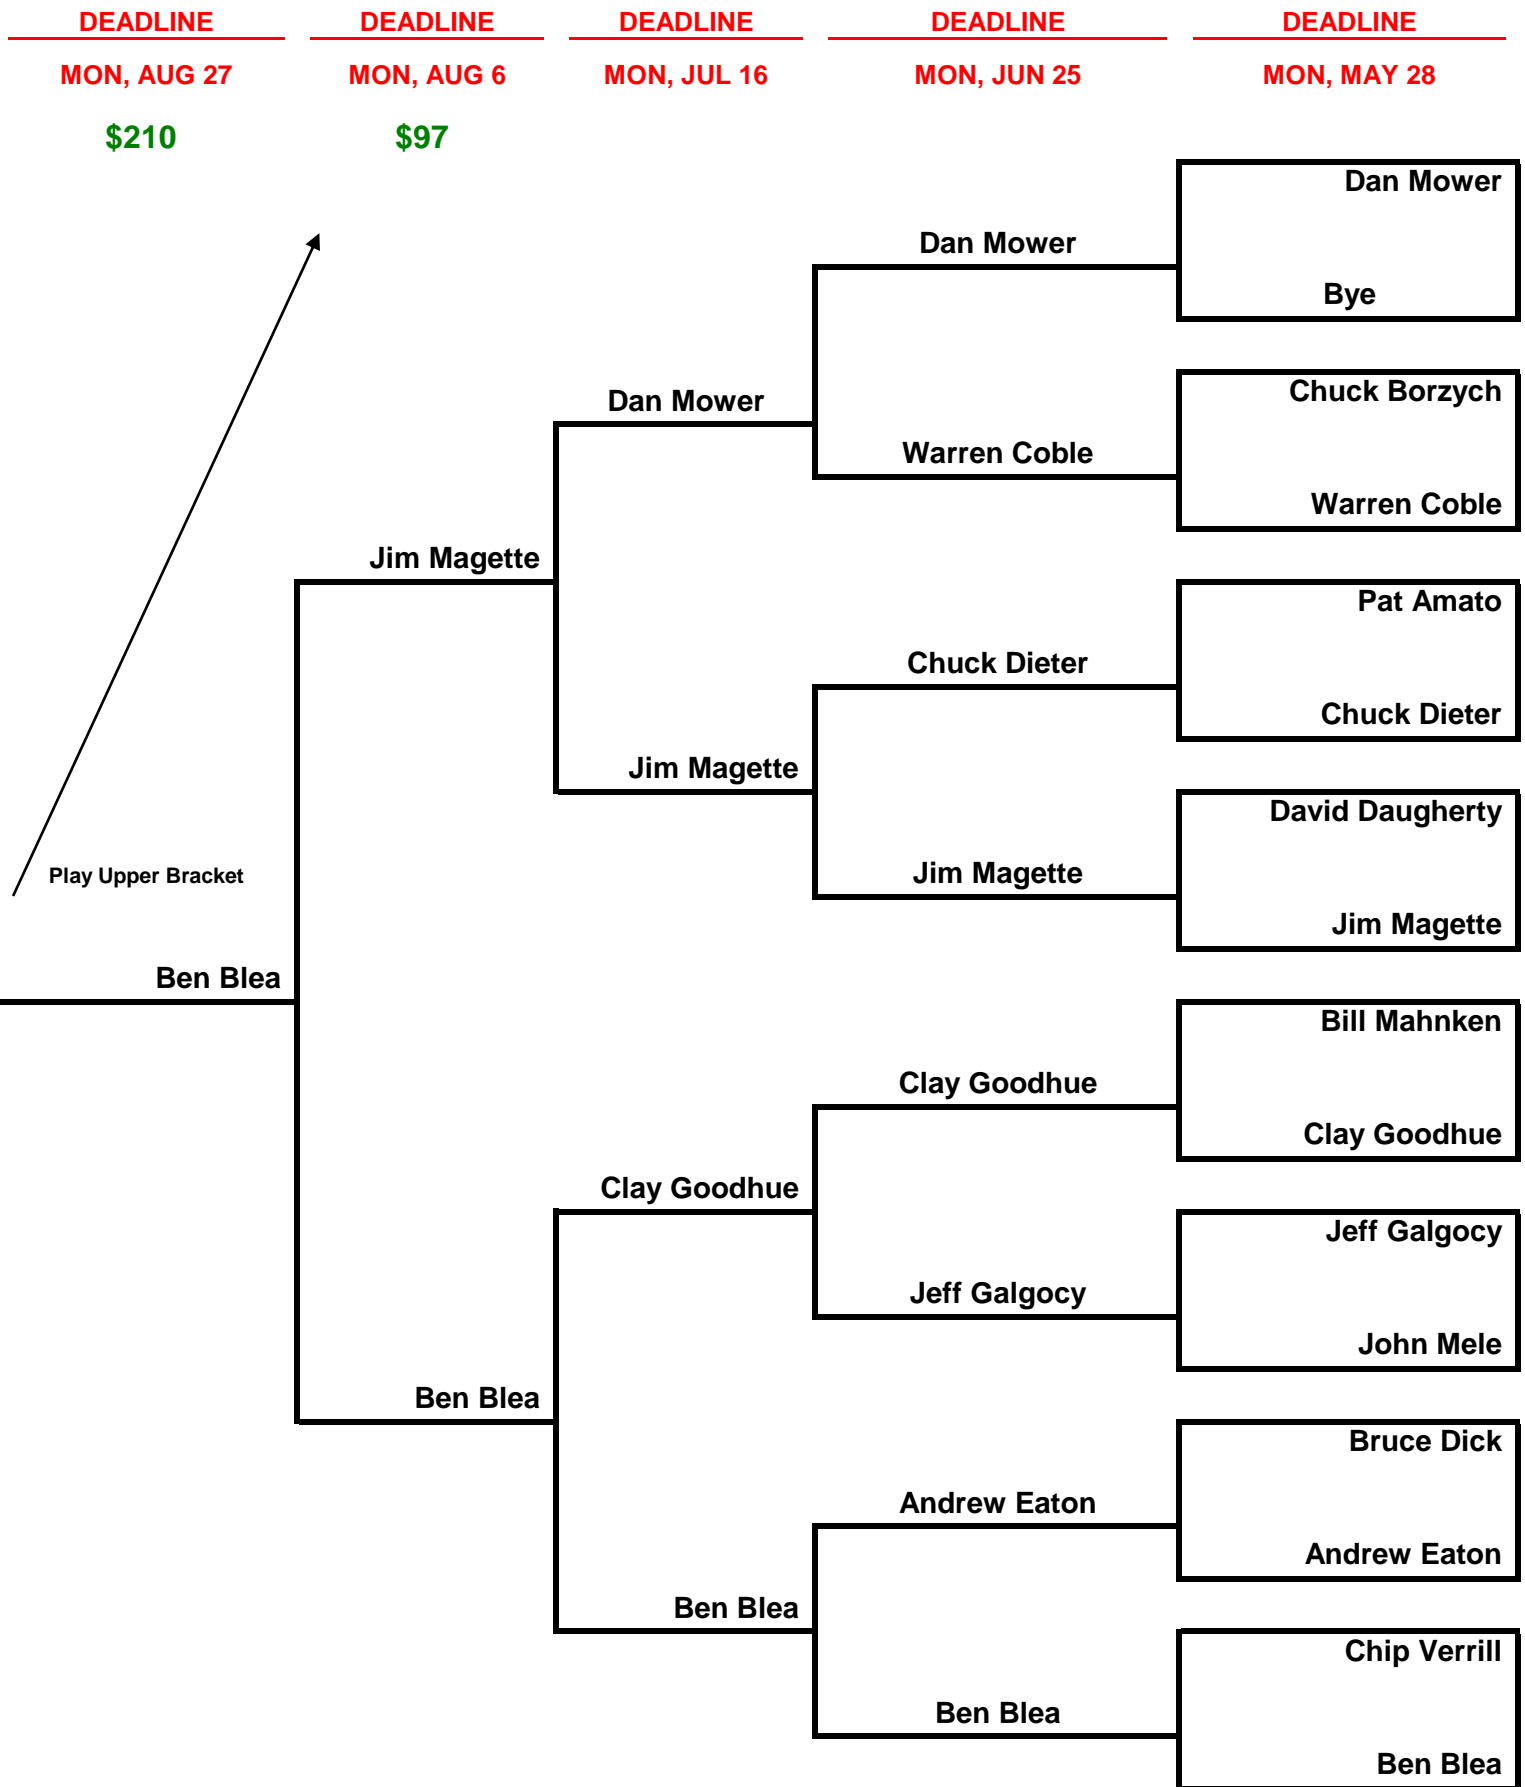 DEADLINE DEADLINE DEADLINE DEADLINE DEADLINE
MON, AUG 27 MON, AUG 6 MON, JUL 16 MON, JUN 25 MON, MAY 28
$210 $97
Dan Mower
Dan Mower
Bye
Chuck Borzych
Dan Mower
Warren Coble
Warren Coble
Jim Magette
Pat Amato
Chuck Dieter
Chuck Dieter
Jim Magette
David Daugherty
Play Upper Bracket
Jim Magette
Jim Magette
Ben Blea
Bill Mahnken
Clay Goodhue
Clay Goodhue
Clay Goodhue
Jeff Galgocy
Jeff Galgocy
John Mele
Ben Blea
Bruce Dick
Andrew Eaton
Andrew Eaton
Ben Blea
Chip Verrill
Ben Blea
Ben Blea